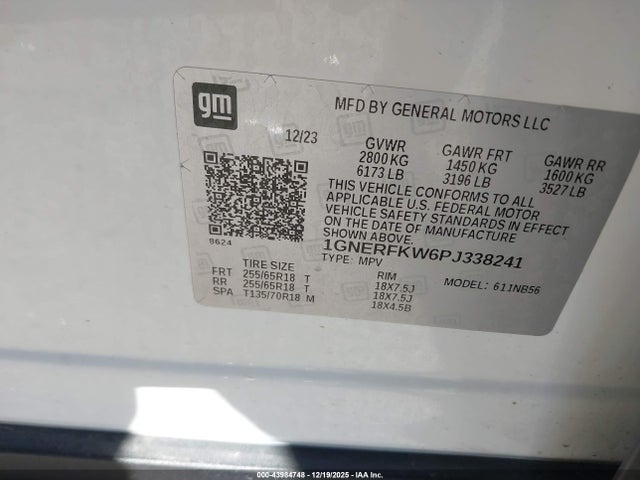 gm
MFD BY GENERAL MOTORS LLC
12/23 GVWR GAWR FRT GAWR RR
2800 KG 1450 KG 1600 KG
6173 LB 3196 LB 3527 LB
THIS VEHICLE CONFORMS TO ALL
APPLICABLE U.S. FEDERAL MOTOR
VEHICLE SAFETY STANDARDS IN EFFECT
ON THE DATE OF MANUFACTURE
SHOWN ABOVE.
1GNERFKW6PJ338241
8624
TYPE: MPV MODEL: 611NB56
TIRE SIZE RIM
FRT 255/65R18 T 18X7.5J
RR 255/65R18 T 18X7.5J
SPA T135/70R18 M 18X4.5B
000-43984748 - 12/19/2025 - IAA Inc.